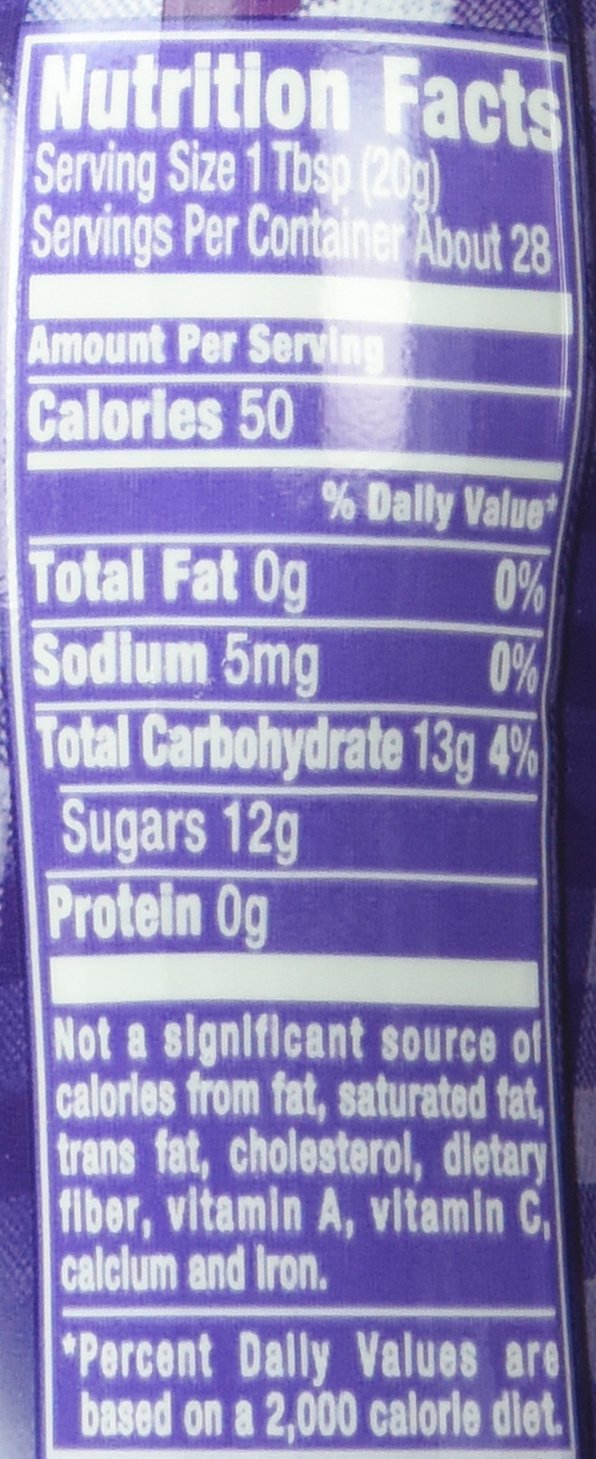 Nutrition Facts
Serving Size 1 Tbsp (20g)
Servings Per Container About 28
Amount Per Serving
Calories 50
% Daily Value*
Total Fat 0g 0%
Sodium 5mg 0%
Total Carbohydrate 13g 4%
Sugars 12g
Protein 0g
Not a significant source of
calories from fat, saturated fat,
trans fat, cholesterol, dietary
fiber, vitamin A, vitamin C,
calcium and iron.
*Percent Daily Values are
based on a 2,000 calorie diet.